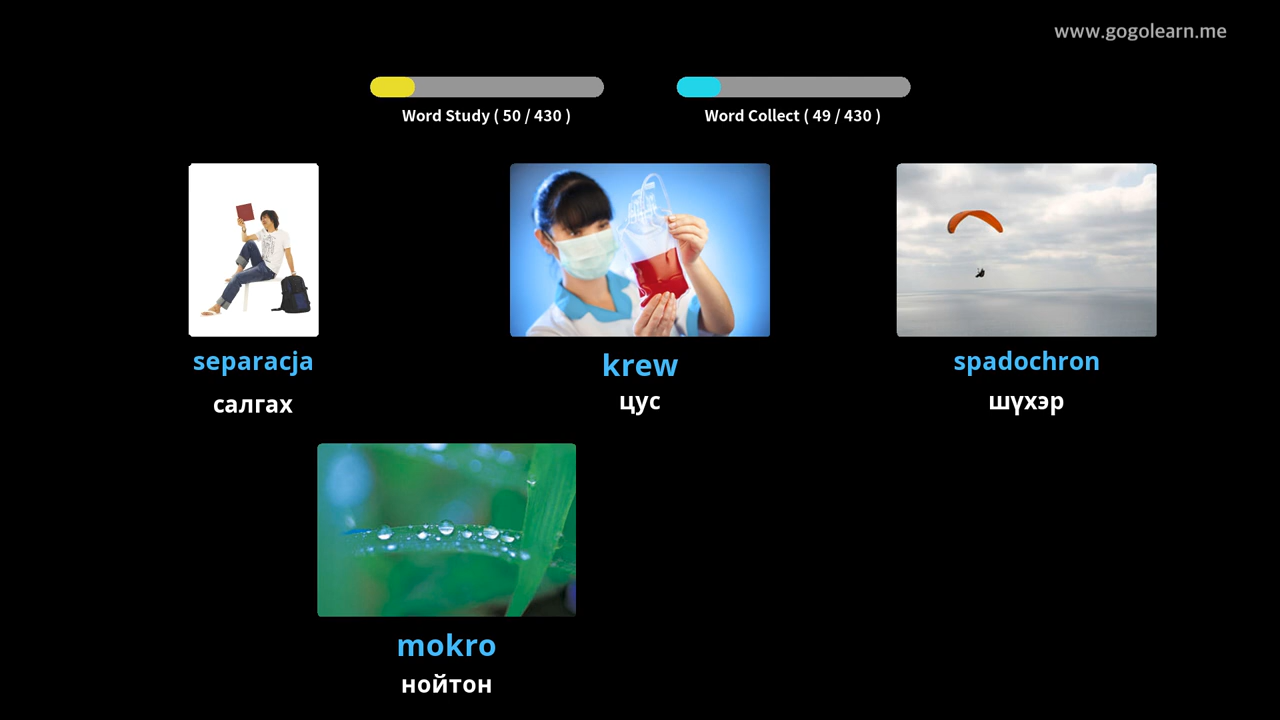 www.gogolearn.me
Word Study ( 50 / 430 )
Word Collect ( 49 / 430 )
separacja
салгах
krew
цус
spadochron
шүхэр
mokro
нойтон